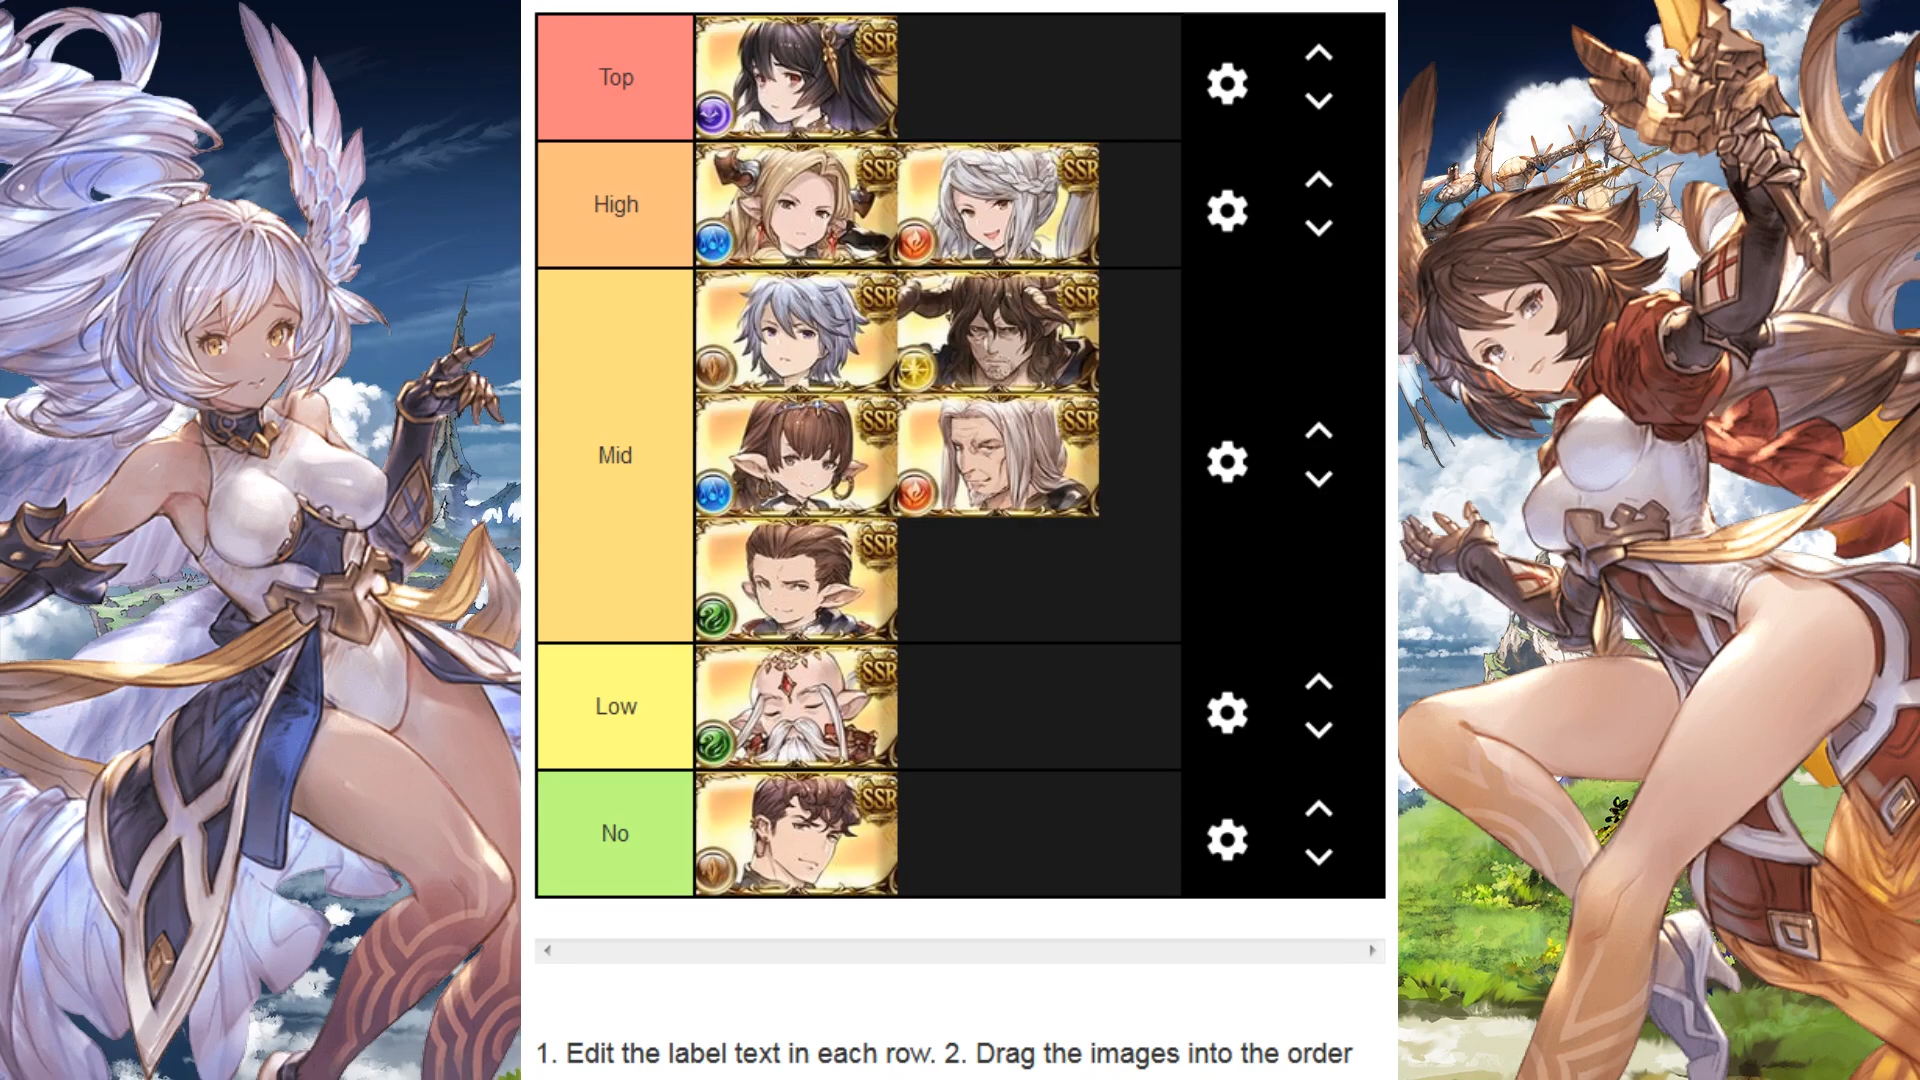 Top
SSR
High
SSR
SSR
Mid
SSR
SSR
SSR
SSR
SSR
Low
SSR
No
SSR
1. Edit the label text in each row. 2. Drag the images into the order